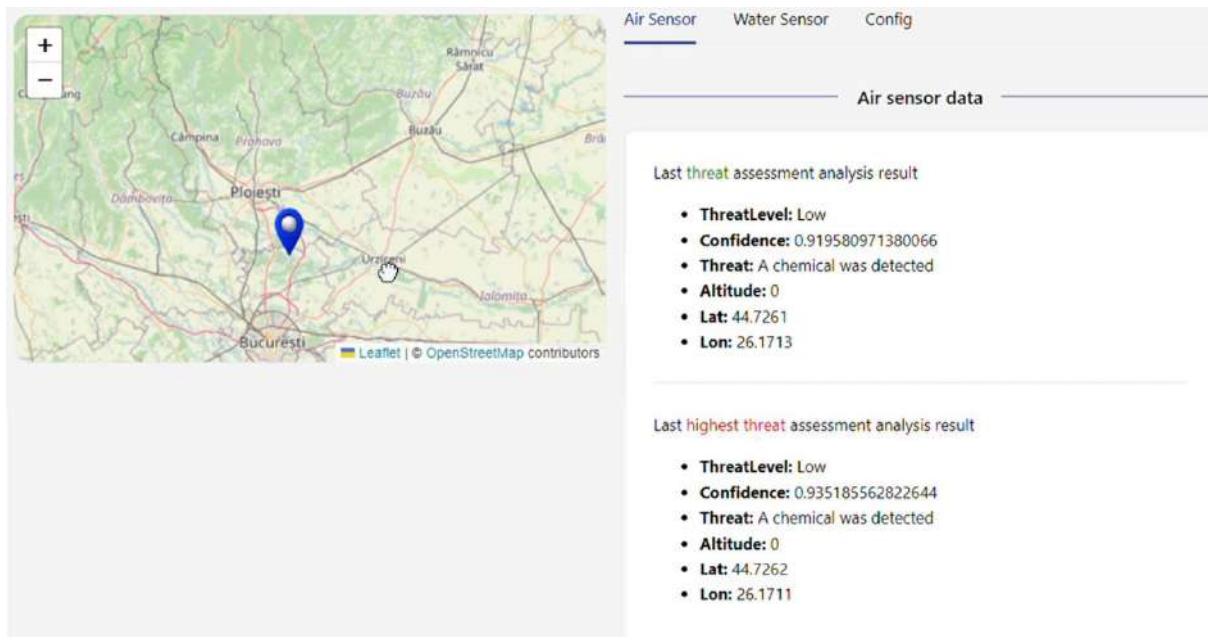 Air Sensor Water Sensor Config
+
−
Râmnicu
Sărat
Buzău
Buzău
Câmpina
Prahova
Ploiești
Dâmbovița
Urziceni
Ialomița
București
Leaflet | © OpenStreetMap contributors
Air sensor data
Last threat assessment analysis result
• ThreatLevel: Low
• Confidence: 0.919580971380066
• Threat: A chemical was detected
• Altitude: 0
• Lat: 44.7261
• Lon: 26.1713
Last highest threat assessment analysis result
• ThreatLevel: Low
• Confidence: 0.935185562822644
• Threat: A chemical was detected
• Altitude: 0
• Lat: 44.7262
• Lon: 26.1711